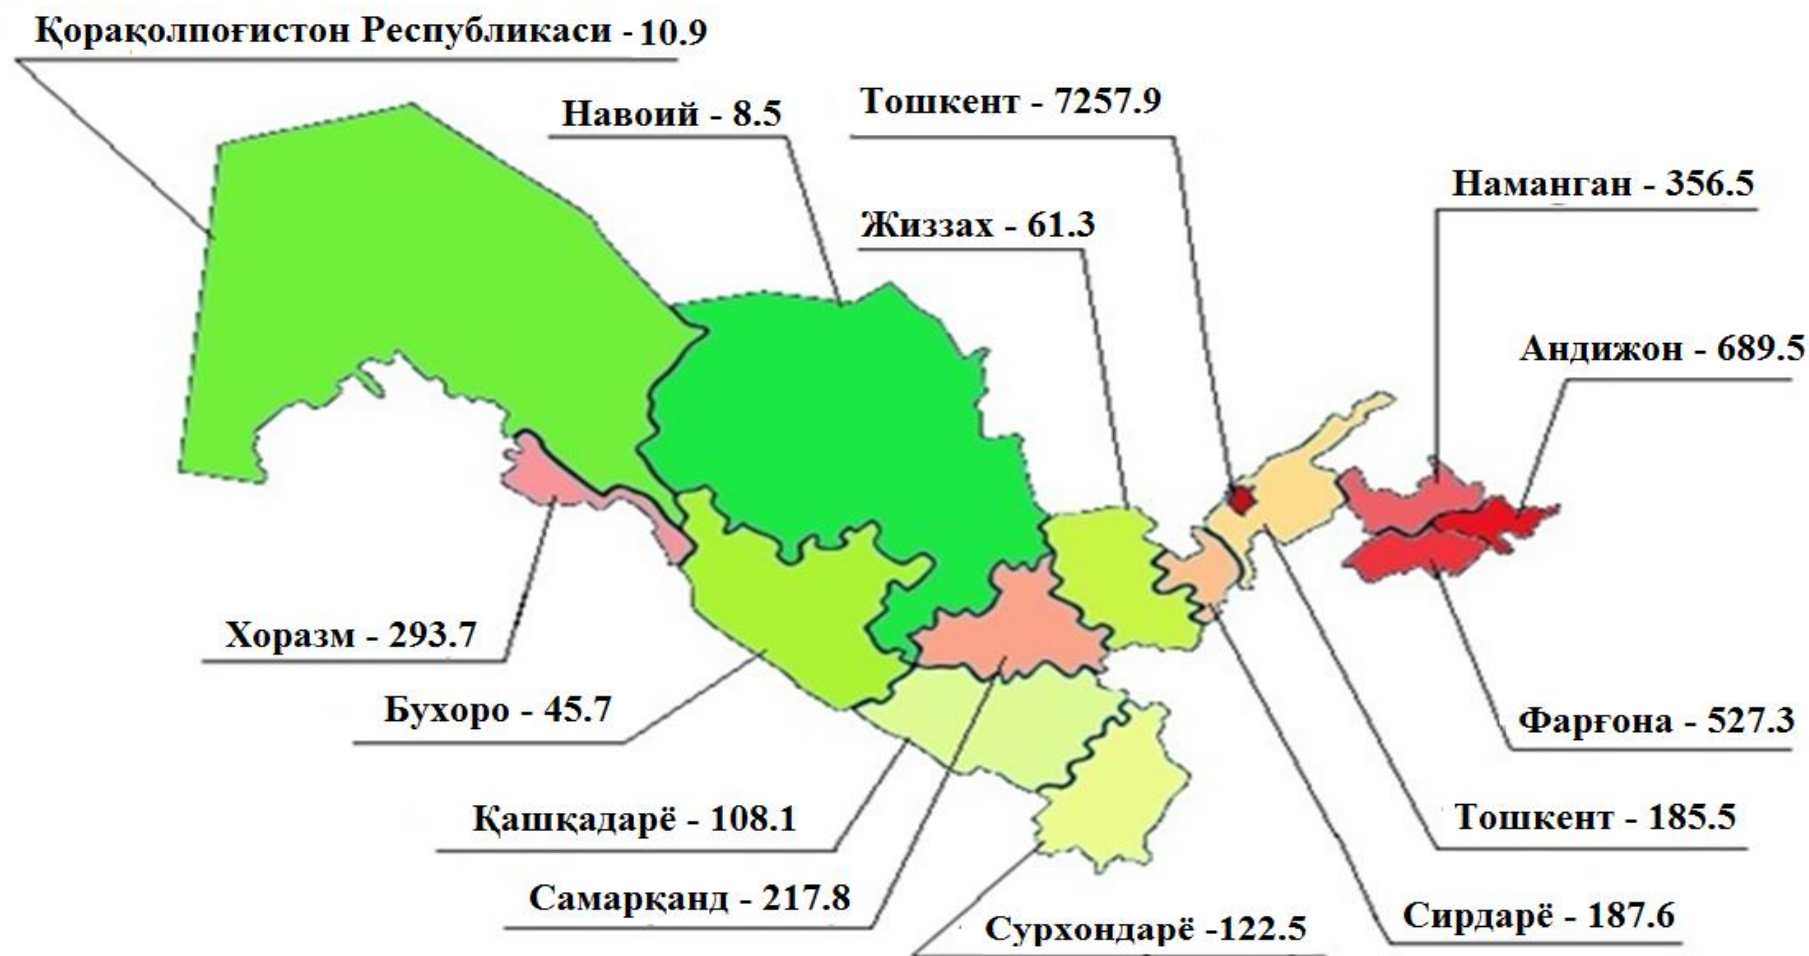 Қорақолпоғистон Республикаси - 10.9
Навоий - 8.5
Тошкент - 7257.9
Наманган - 356.5
Жиззах - 61.3
Андижон - 689.5
Хоразм - 293.7
Бухоро - 45.7
Фарғона - 527.3
Қашқадарё - 108.1
Тошкент - 185.5
Самарқанд - 217.8
Сурхондарё -122.5
Сирдарё - 187.6